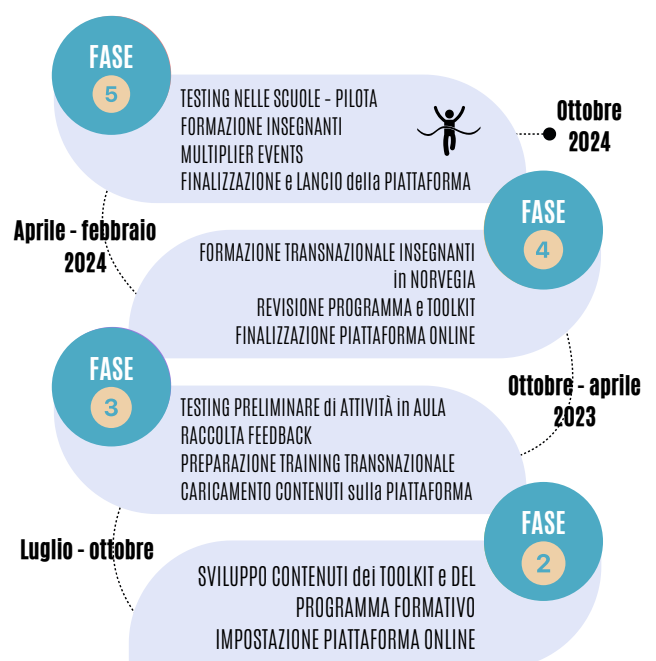 FASE
5
TESTING NELLE SCUOLE - PILOTA
FORMAZIONE INSEGNANTI
MULTIPLIER EVENTS
FINALIZZAZIONE e LANCIO della PIATTAFORMA
Ottobre
2024
FASE
4
Aprile - febbraio
2024
FORMAZIONE TRANSNAZIONALE INSEGNANTI
in NORVEGIA
REVISIONE PROGRAMMA e TOOLKIT
FINALIZZAZIONE PIATTAFORMA ONLINE
FASE
3
Ottobre - aprile
2023
TESTING PRELIMINARE di ATTIVITÀ in AULA
RACCOLTA FEEDBACK
PREPARAZIONE TRAINING TRANSNAZIONALE
CARICAMENTO CONTENUTI sulla PIATTAFORMA
FASE
2
Luglio - ottobre
SVILUPPO CONTENUTI dei TOOLKIT e DEL
PROGRAMMA FORMATIVO
IMPOSTAZIONE PIATTAFORMA ONLINE